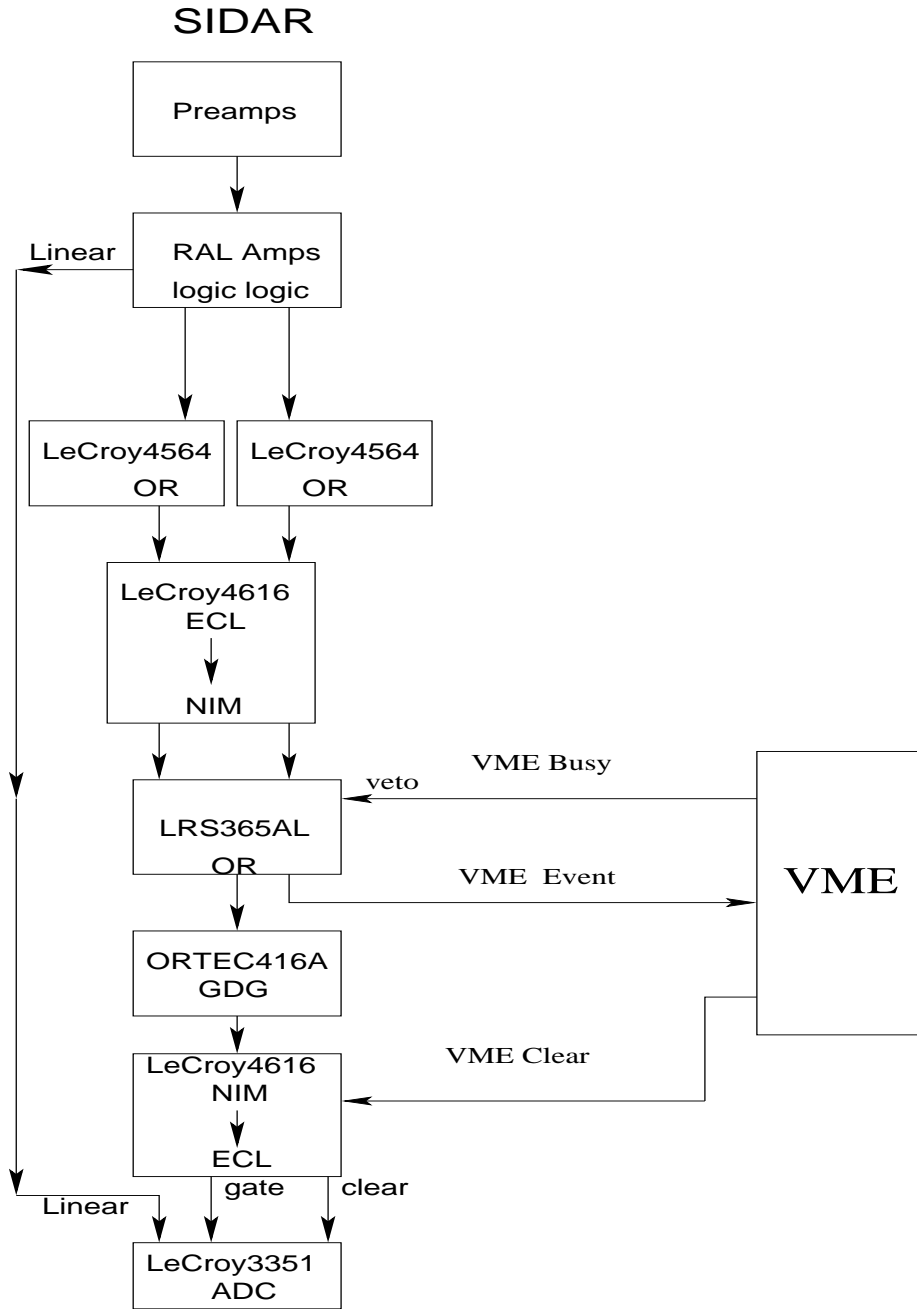 SIDAR
Preamps
Linear
RAL Amps
logic logic
LeCroy4564
OR
LeCroy4564
OR
LeCroy4616
ECL
NIM
VME Busy
veto
LRS365AL
OR
VME Event
VME
ORTEC416A
GDG
VME Clear
LeCroy4616
NIM
ECL
gate
clear
Linear
LeCroy3351
ADC